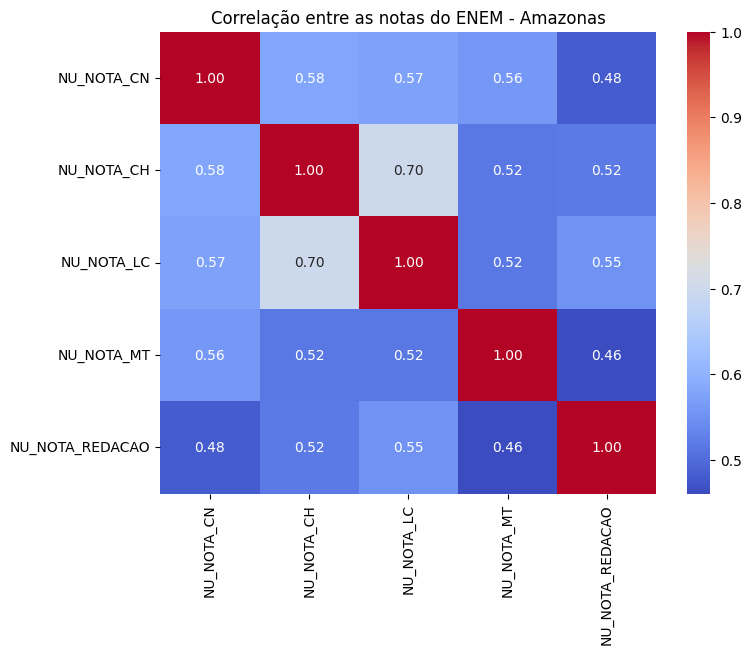 Correlação entre as notas do ENEM - Amazonas
NU_NOTA_CN 1.00 0.58 0.57 0.56 0.48
NU_NOTA_CH 0.58 1.00 0.70 0.52 0.52
NU_NOTA_LC 0.57 0.70 1.00 0.52 0.55
NU_NOTA_MT 0.56 0.52 0.52 1.00 0.46
NU_NOTA_REDACAO 0.48 0.52 0.55 0.46 1.00
NU_NOTA_CN
NU_NOTA_CH
NU_NOTA_LC
NU_NOTA_MT
NU_NOTA_REDACAO
1.0
0.9
0.8
0.7
0.6
0.5